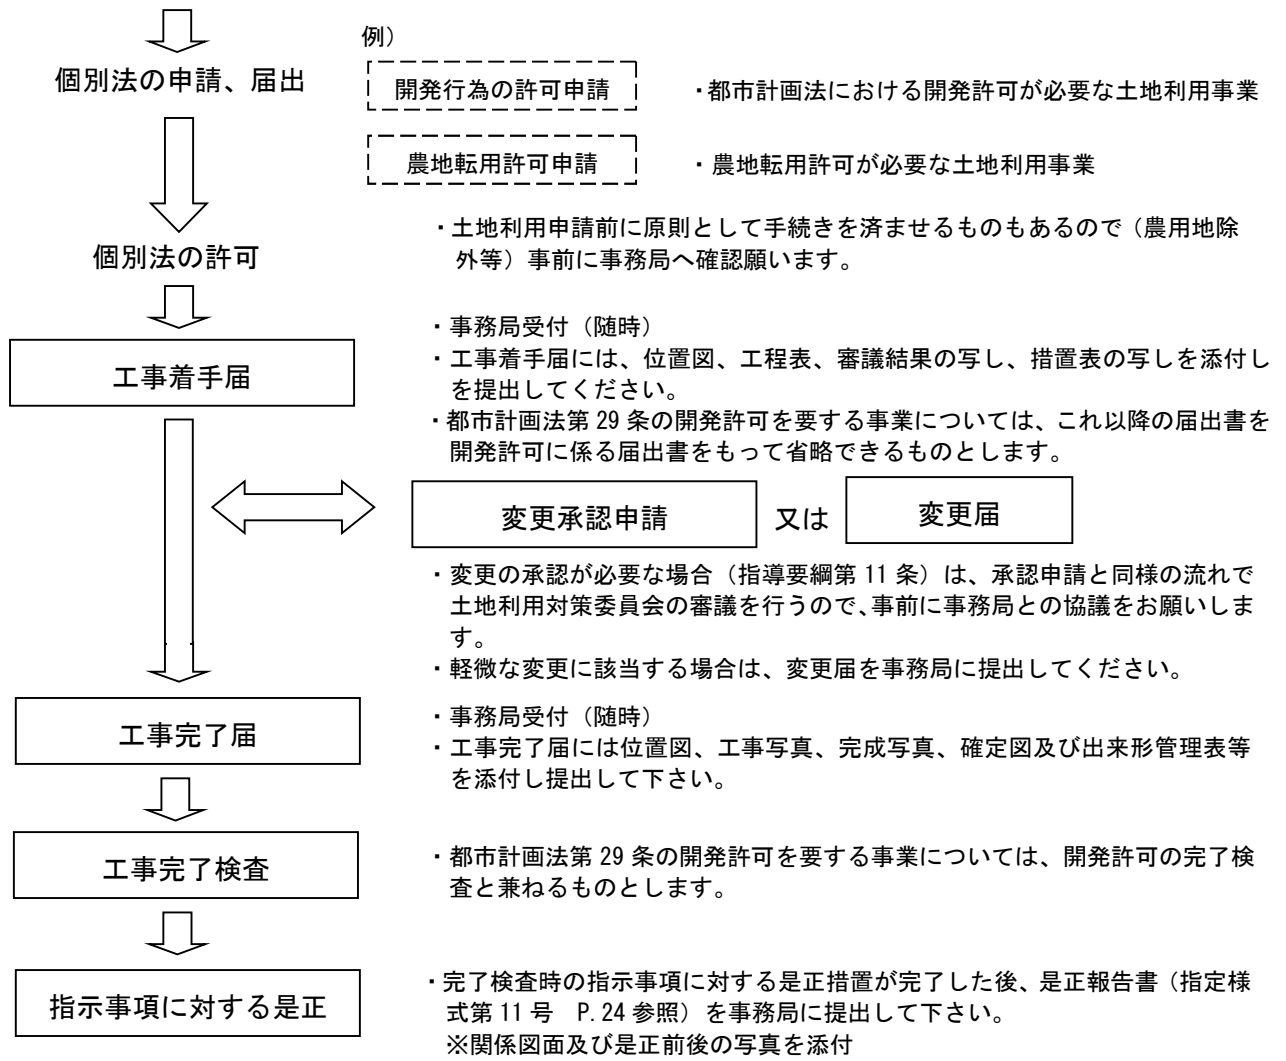 例）
個別法の申請、届出
開発行為の許可申請
・都市計画法における開発許可が必要な土地利用事業
農地転用許可申請
・農地転用許可が必要な土地利用事業
個別法の許可
・土地利用申請前に原則として手続きを済ませるものもあるので（農用地除
外等）事前に事務局へ確認願います。
工事着手届
・事務局受付（随時）
・工事着手届には、位置図、工程表、審議結果の写し、措置表の写しを添付し
を提出してください。
・都市計画法第 29 条の開発許可を要する事業については、これ以降の届出書を
開発許可に係る届出書をもって省略できるものとします。
変更承認申請 又は 変更届
・変更の承認が必要な場合（指導要綱第 11 条）は、承認申請と同様の流れで
土地利用対策委員会の審議を行うので、事前に事務局との協議をお願いしま
す。
・軽微な変更に該当する場合は、変更届を事務局に提出してください。
工事完了届
・事務局受付（随時）
・工事完了届には位置図、工事写真、完成写真、確定図及び出来形管理表等
を添付し提出して下さい。
工事完了検査
・都市計画法第 29 条の開発許可を要する事業については、開発許可の完了検
査と兼ねるものとします。
指示事項に対する是正
・完了検査時の指示事項に対する是正措置が完了した後、是正報告書（指定様
式第 11 号　P.24 参照）を事務局に提出して下さい。
※関係図面及び是正前後の写真を添付